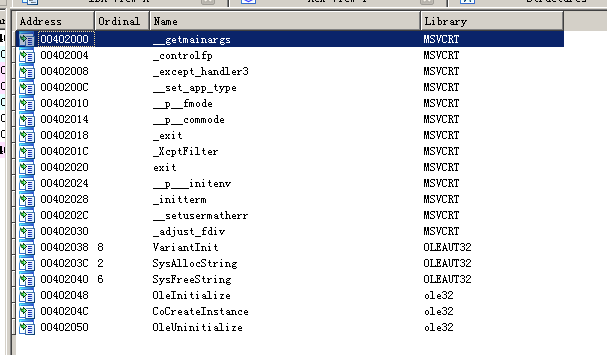 Structures
Address Ordinal Name Library
00402000 __getmainargs MSVCRT
00402004 _controlfp MSVCRT
00402008 _except_handler3 MSVCRT
0040200C __set_app_type MSVCRT
00402010 __p__fmode MSVCRT
00402014 __p__commode MSVCRT
00402018 _exit MSVCRT
0040201C _XcptFilter MSVCRT
00402020 exit MSVCRT
00402024 __p___initenv MSVCRT
00402028 _initterm MSVCRT
0040202C __setusermatherr MSVCRT
00402030 _adjust_fdiv MSVCRT
00402038 8 VariantInit OLEAUT32
0040203C 2 SysAllocString OLEAUT32
00402040 6 SysFreeString OLEAUT32
00402048 OleInitialize ole32
0040204C CoCreateInstance ole32
00402050 OleUninitialize ole32